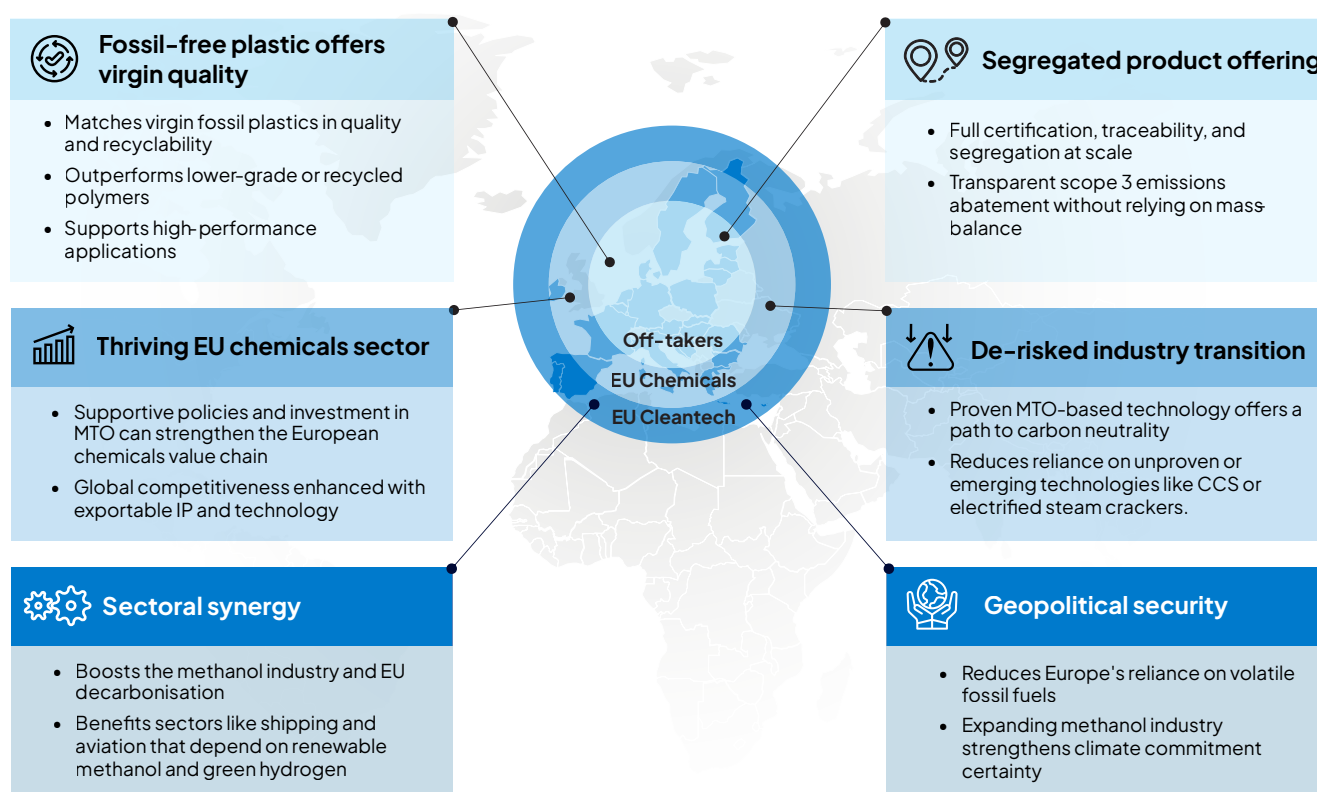 Fossil-free plastic offers
virgin quality
• Matches virgin fossil plastics in quality
and recyclability
• Outperforms lower-grade or recycled
polymers
• Supports high-performance
applications
Segregated product offering
• Full certification, traceability, and
segregation at scale
• Transparent scope 3 emissions
abatement without relying on mass-
balance
Thriving EU chemicals sector
• Supportive policies and investment in
MTO can strengthen the European
chemicals value chain
• Global competitiveness enhanced with
exportable IP and technology
Off-takers
EU Chemicals
EU Cleantech
De-risked industry transition
• Proven MTO-based technology offers a
path to carbon neutrality
• Reduces reliance on unproven or
emerging technologies like CCS or
electrified steam crackers.
Sectoral synergy
• Boosts the methanol industry and EU
decarbonisation
• Benefits sectors like shipping and
aviation that depend on renewable
methanol and green hydrogen
Geopolitical security
• Reduces Europe's reliance on volatile
fossil fuels
• Expanding methanol industry
strengthens climate commitment
certainty